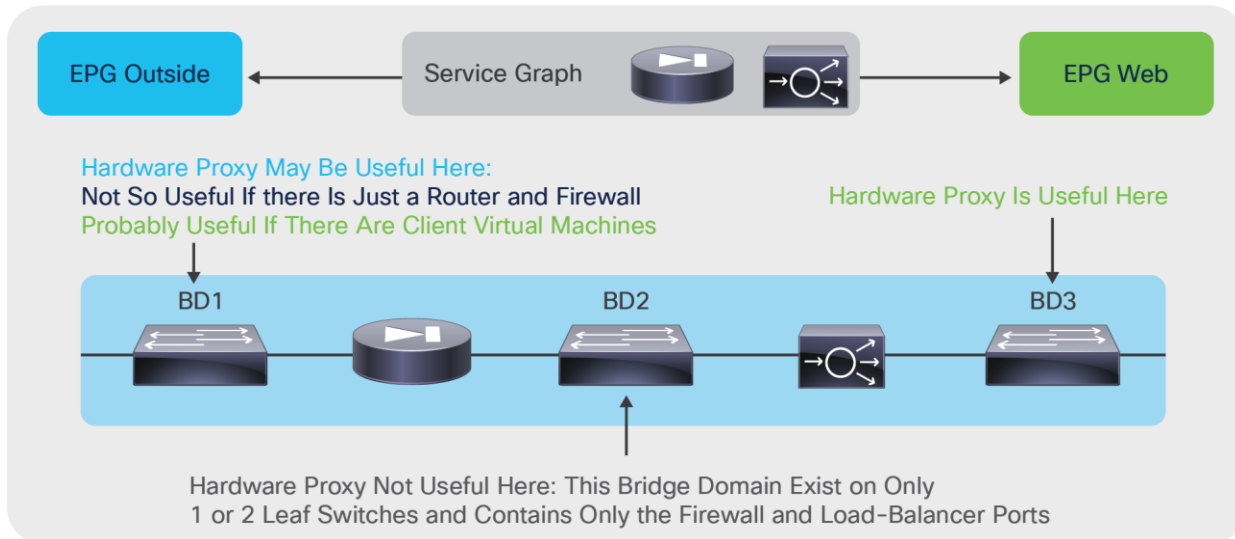 EPG Outside
Service Graph
EPG Web
Hardware Proxy May Be Useful Here:
Not So Useful If there Is Just a Router and Firewall
Probably Useful If There Are Client Virtual Machines
Hardware Proxy Is Useful Here
BD1
BD2
BD3
Hardware Proxy Not Useful Here: This Bridge Domain Exist on Only
1 or 2 Leaf Switches and Contains Only the Firewall and Load-Balancer Ports